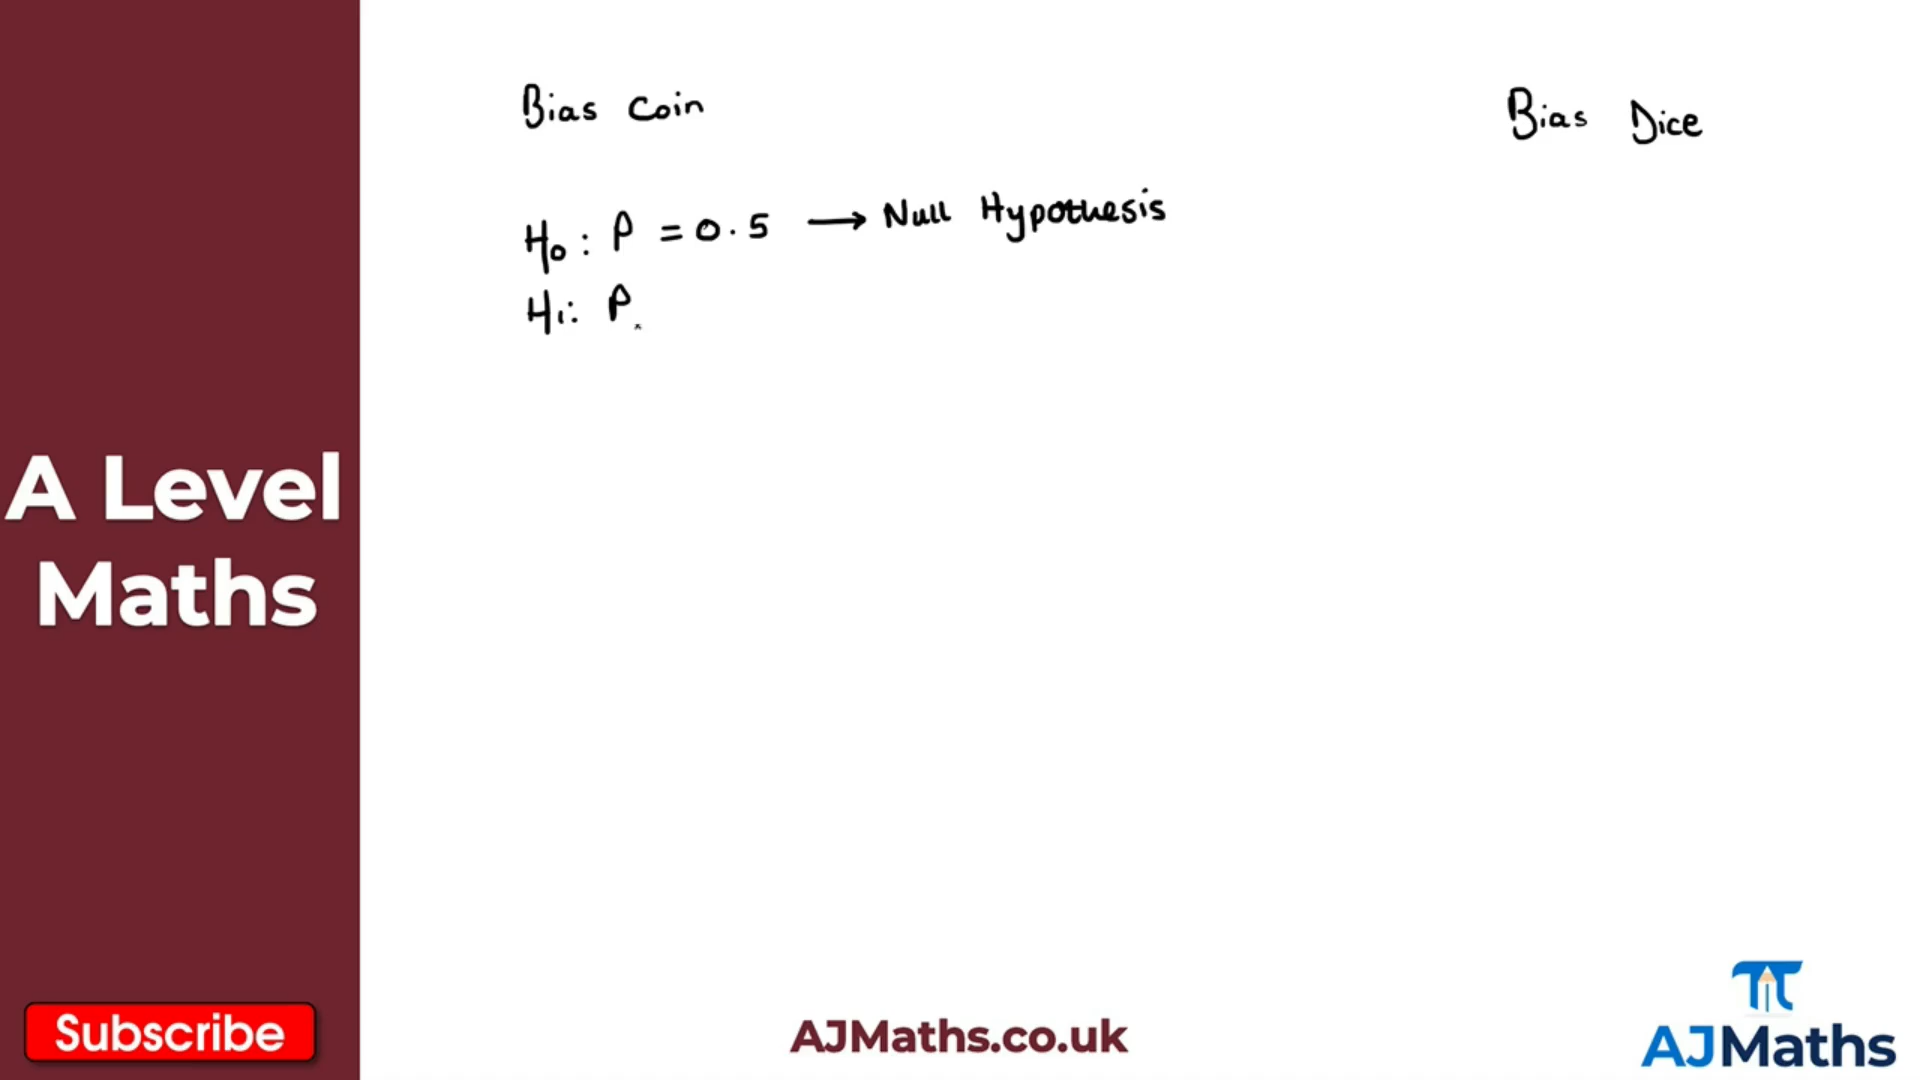 Bias Coin
Bias Dice
H₀: P = 0.5 → Null Hypothesis
H₁: P
A Level
Maths
Subscribe
AJMaths.co.uk
AJMaths